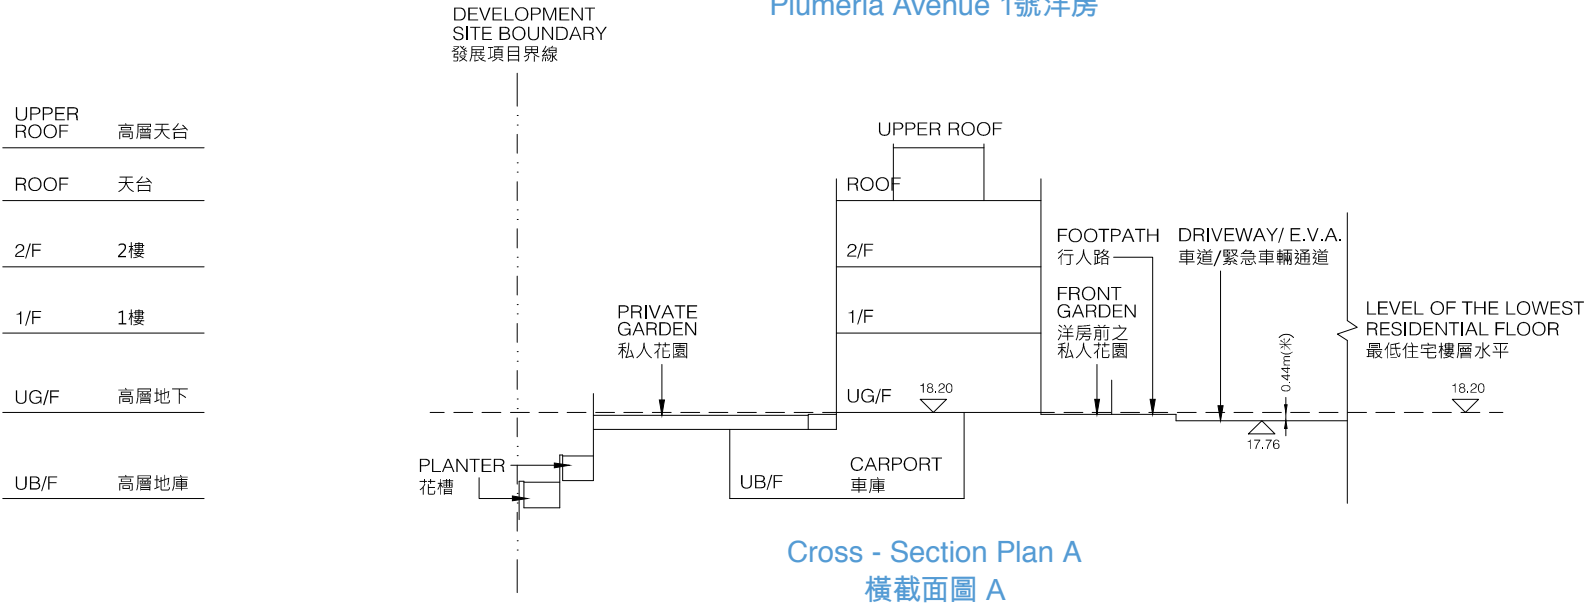 Plumeria Avenue 1號洋房
DEVELOPMENT
SITE BOUNDARY
發展項目界線
UPPER
ROOF 高層天台
ROOF 天台
2/F 2樓
1/F 1樓
UG/F 高層地下
UB/F 高層地庫
UPPER ROOF
ROOF
2/F
1/F
UG/F
18.20
UB/F
CARPORT
車庫
PRIVATE
GARDEN
私人花園
PLANTER
花槽
FOOTPATH
行人路
FRONT
GARDEN
洋房前之
私人花園
DRIVEWAY/ E.V.A.
車道/緊急車輛通道
0.44m(米)
17.76
LEVEL OF THE LOWEST
RESIDENTIAL FLOOR
最低住宅樓層水平
18.20
Cross - Section Plan A
橫截面圖 A